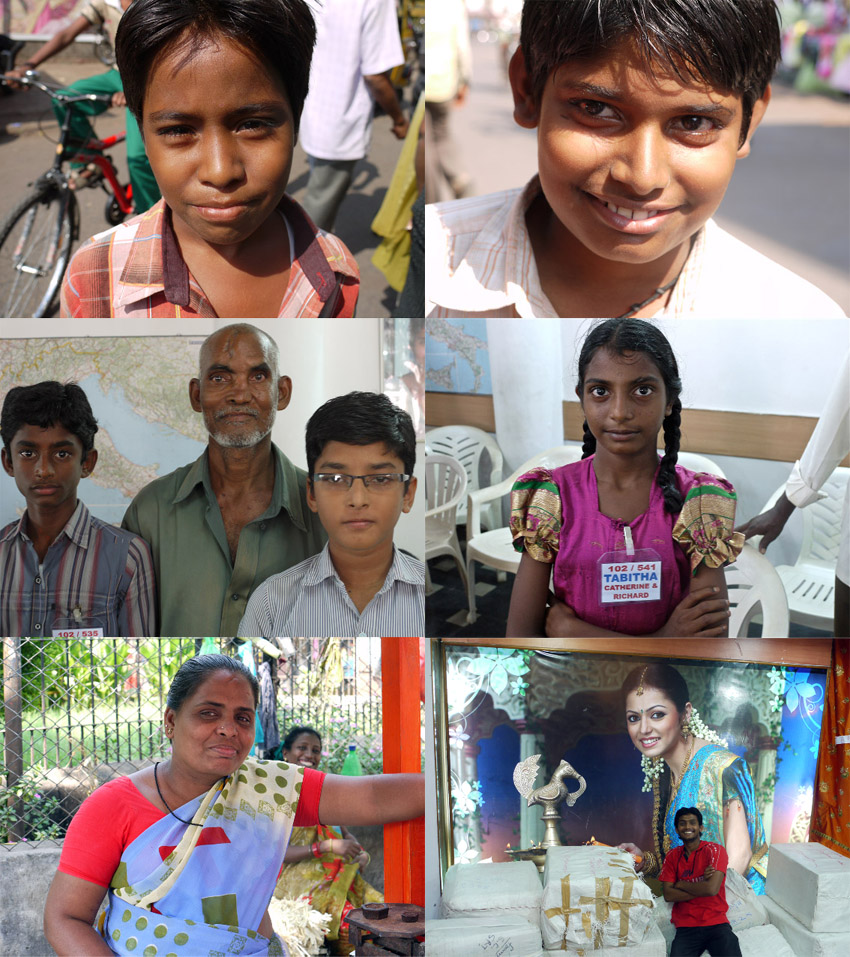 102 / 535
102 / 541
TABITHA
CATHERINE &
RICHARD